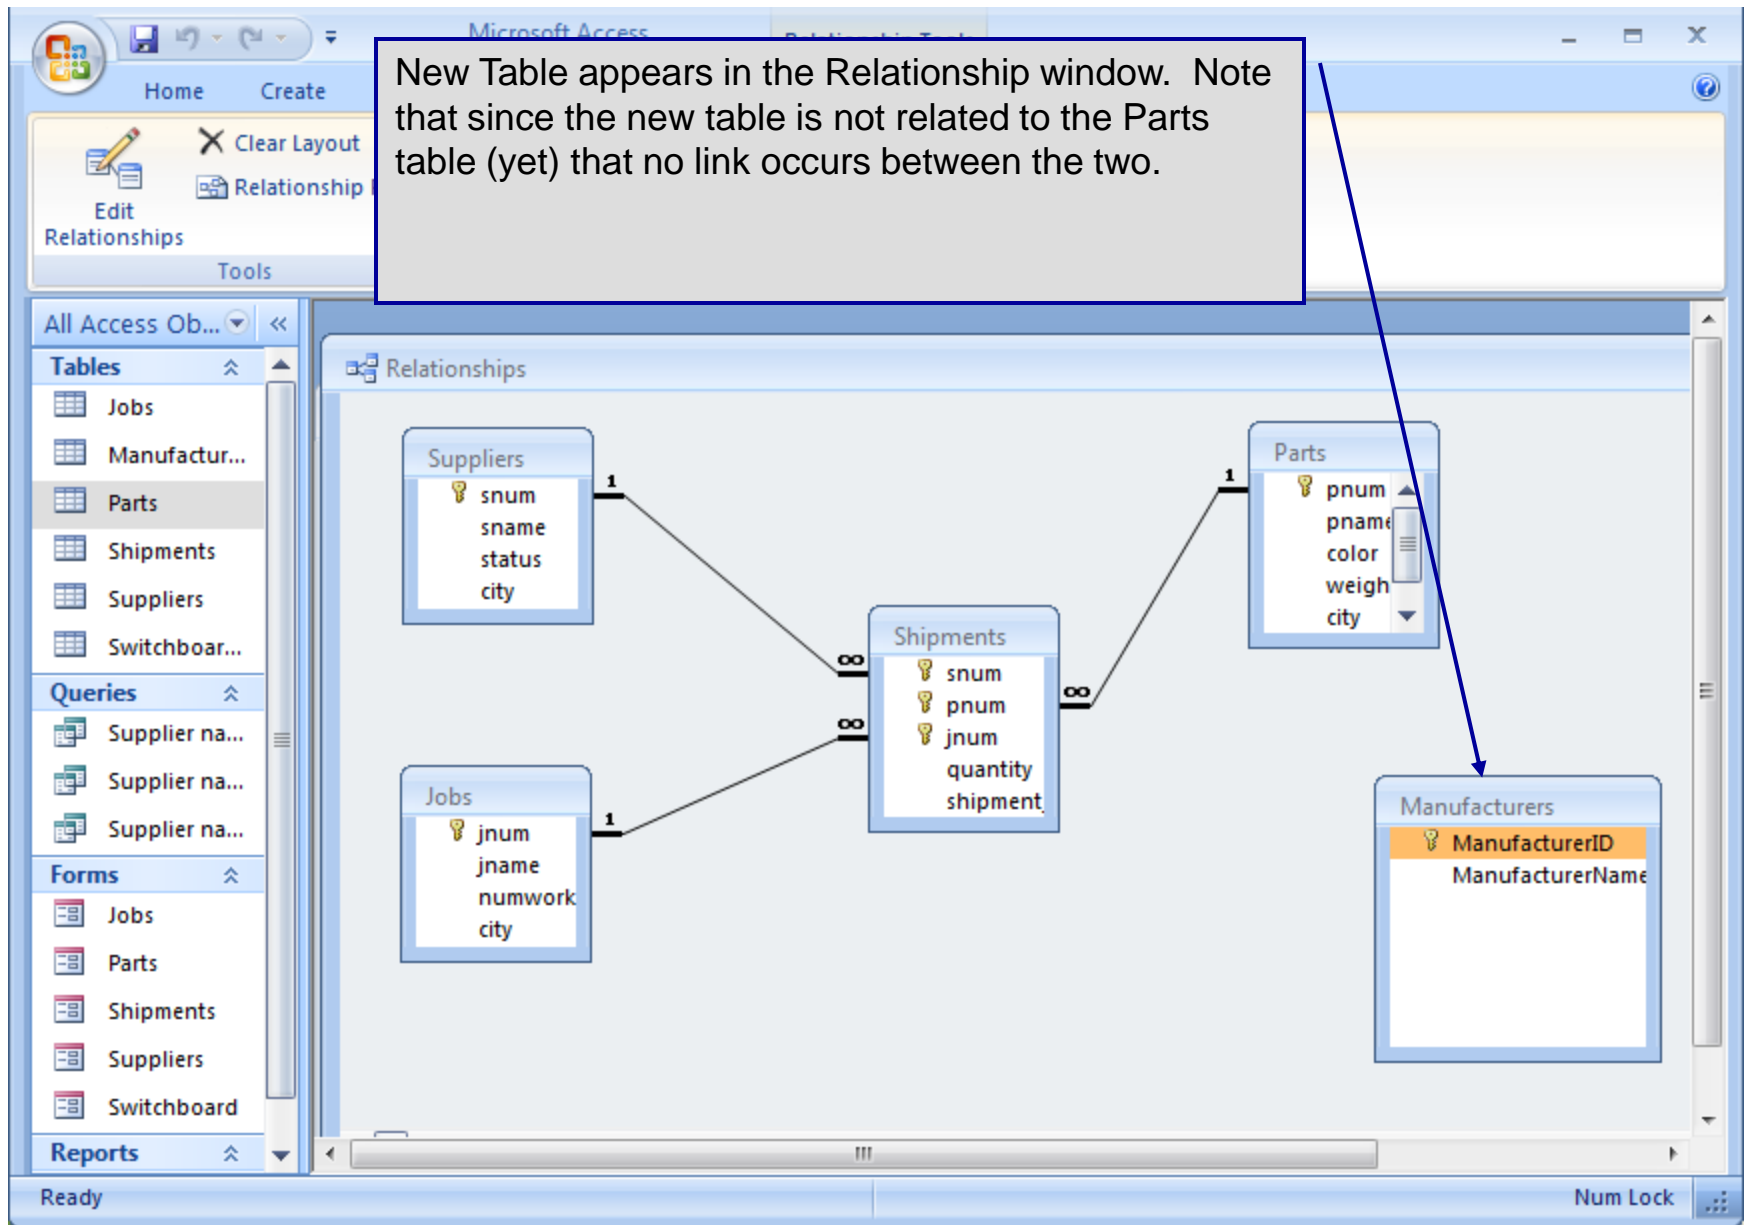 Microsoft Access
Relationship Tools
New Table appears in the Relationship window. Note
that since the new table is not related to the Parts
table (yet) that no link occurs between the two.
Home
Create
Clear Layout
Relationship
Edit
Relationships
Tools
All Access Ob...
Tables
Jobs
Manufactur...
Parts
Shipments
Suppliers
Switchboar...
Queries
Supplier na...
Supplier na...
Supplier na...
Forms
Jobs
Parts
Shipments
Suppliers
Switchboard
Reports
Relationships
Suppliers
snum
sname
status
city
1
∞
Jobs
jnum
jname
numwork
city
1
∞
Shipments
snum
pnum
jnum
quantity
shipment_
∞
1
Parts
pnum
pname
color
weigh
city
Manufacturers
ManufacturerID
ManufacturerName
Ready
Num Lock